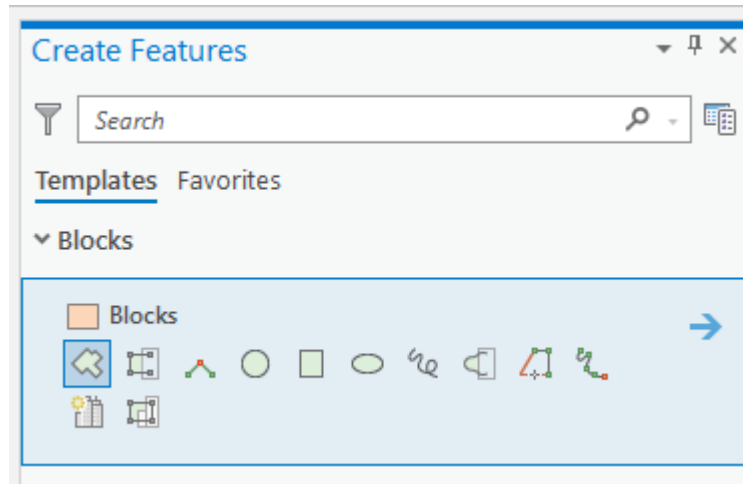 Create Features
Search
Templates Favorites
Blocks
Blocks